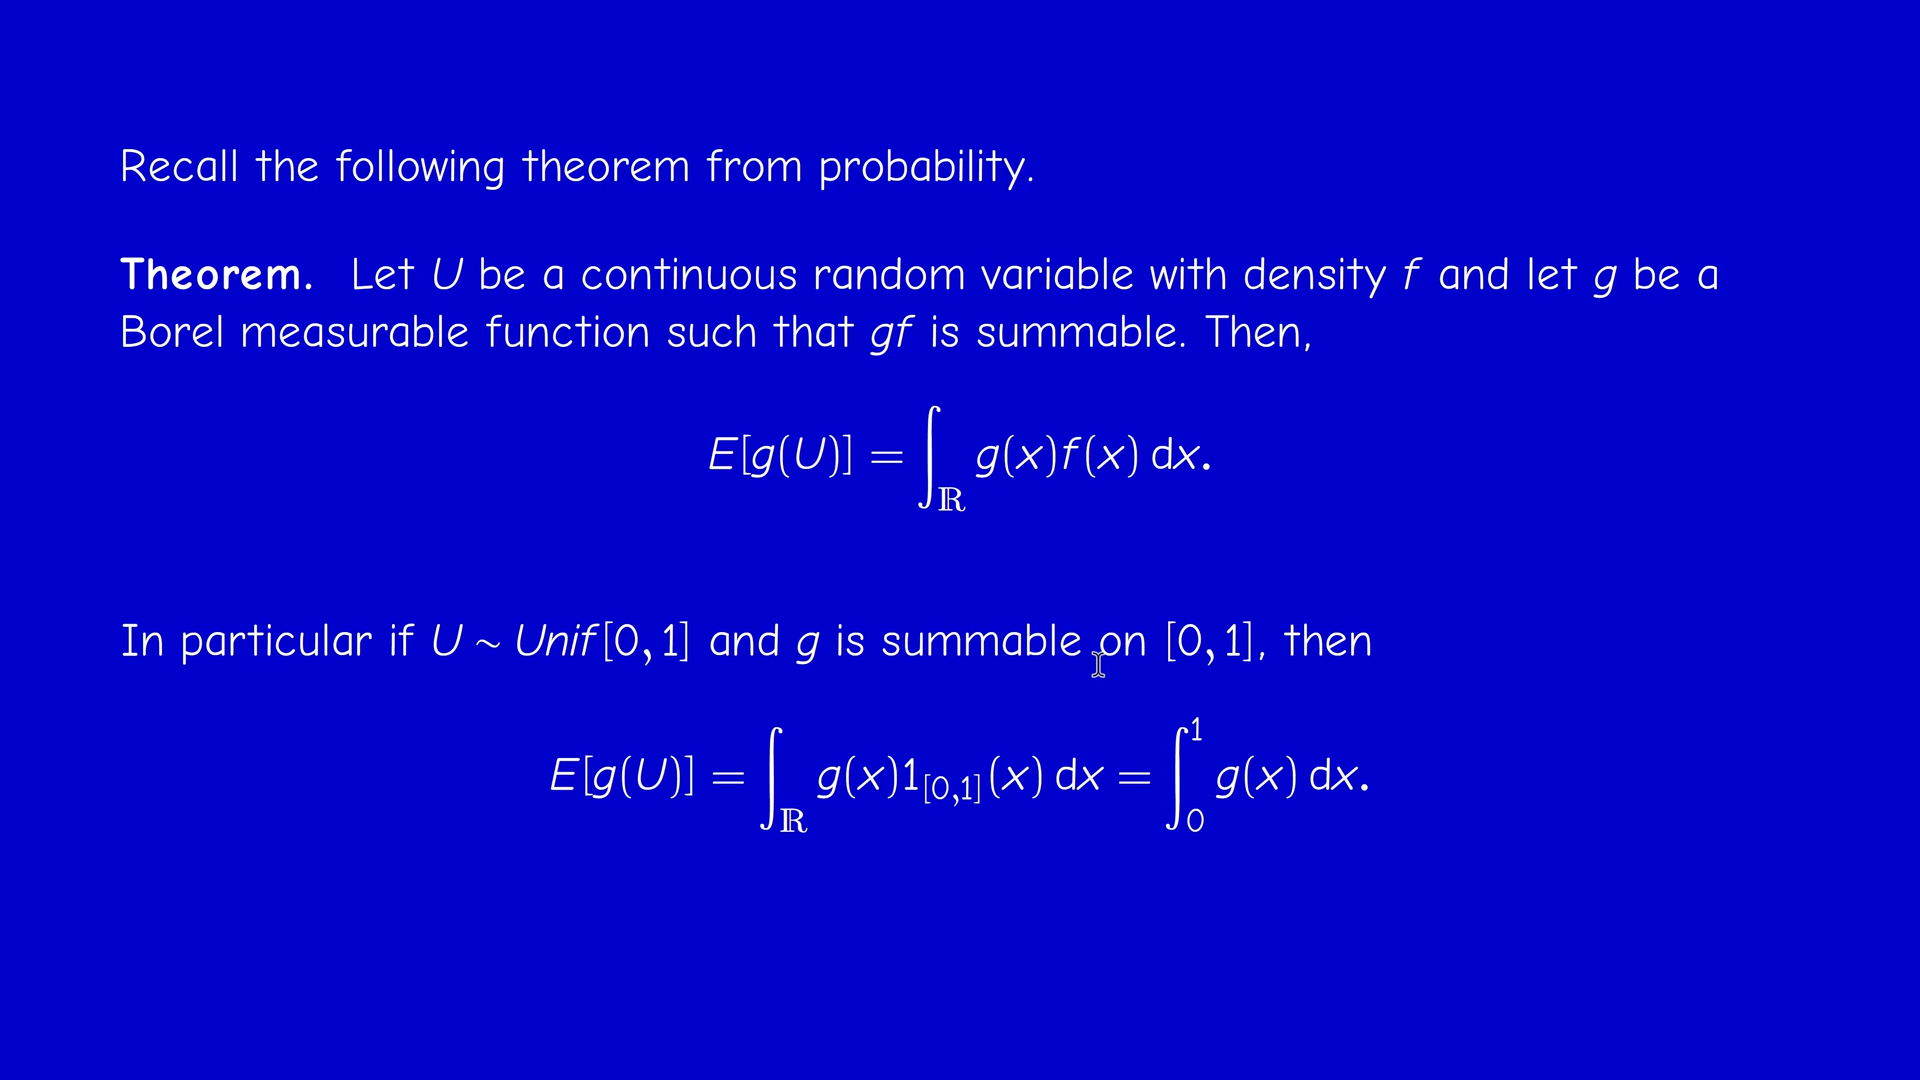 Recall the following theorem from probability.
Theorem. Let U be a continuous random variable with density f and let g be a
Borel measurable function such that gf is summable. Then,
E[g(U)] = ∫_ℝ g(x)f(x) dx.
In particular if U ∼ Unif[0, 1] and g is summable on [0, 1], then
E[g(U)] = ∫_ℝ g(x)1_{[0,1]}(x) dx = ∫_0^1 g(x) dx.